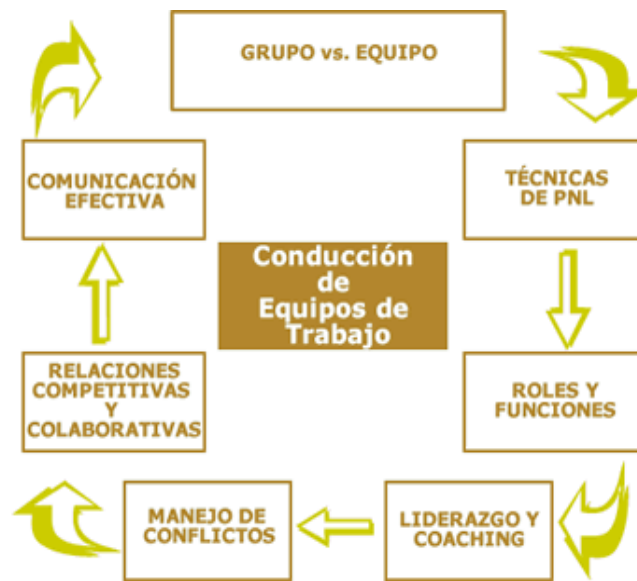 GRUPO vs. EQUIPO
TÉCNICAS
DE PNL
ROLES Y
FUNCIONES
LIDERAZGO Y
COACHING
MANEJO DE
CONFLICTOS
RELACIONES
COMPETITIVAS
Y
COLABORATIVAS
COMUNICACIÓN
EFECTIVA
Conducción
de
Equipos de
Trabajo